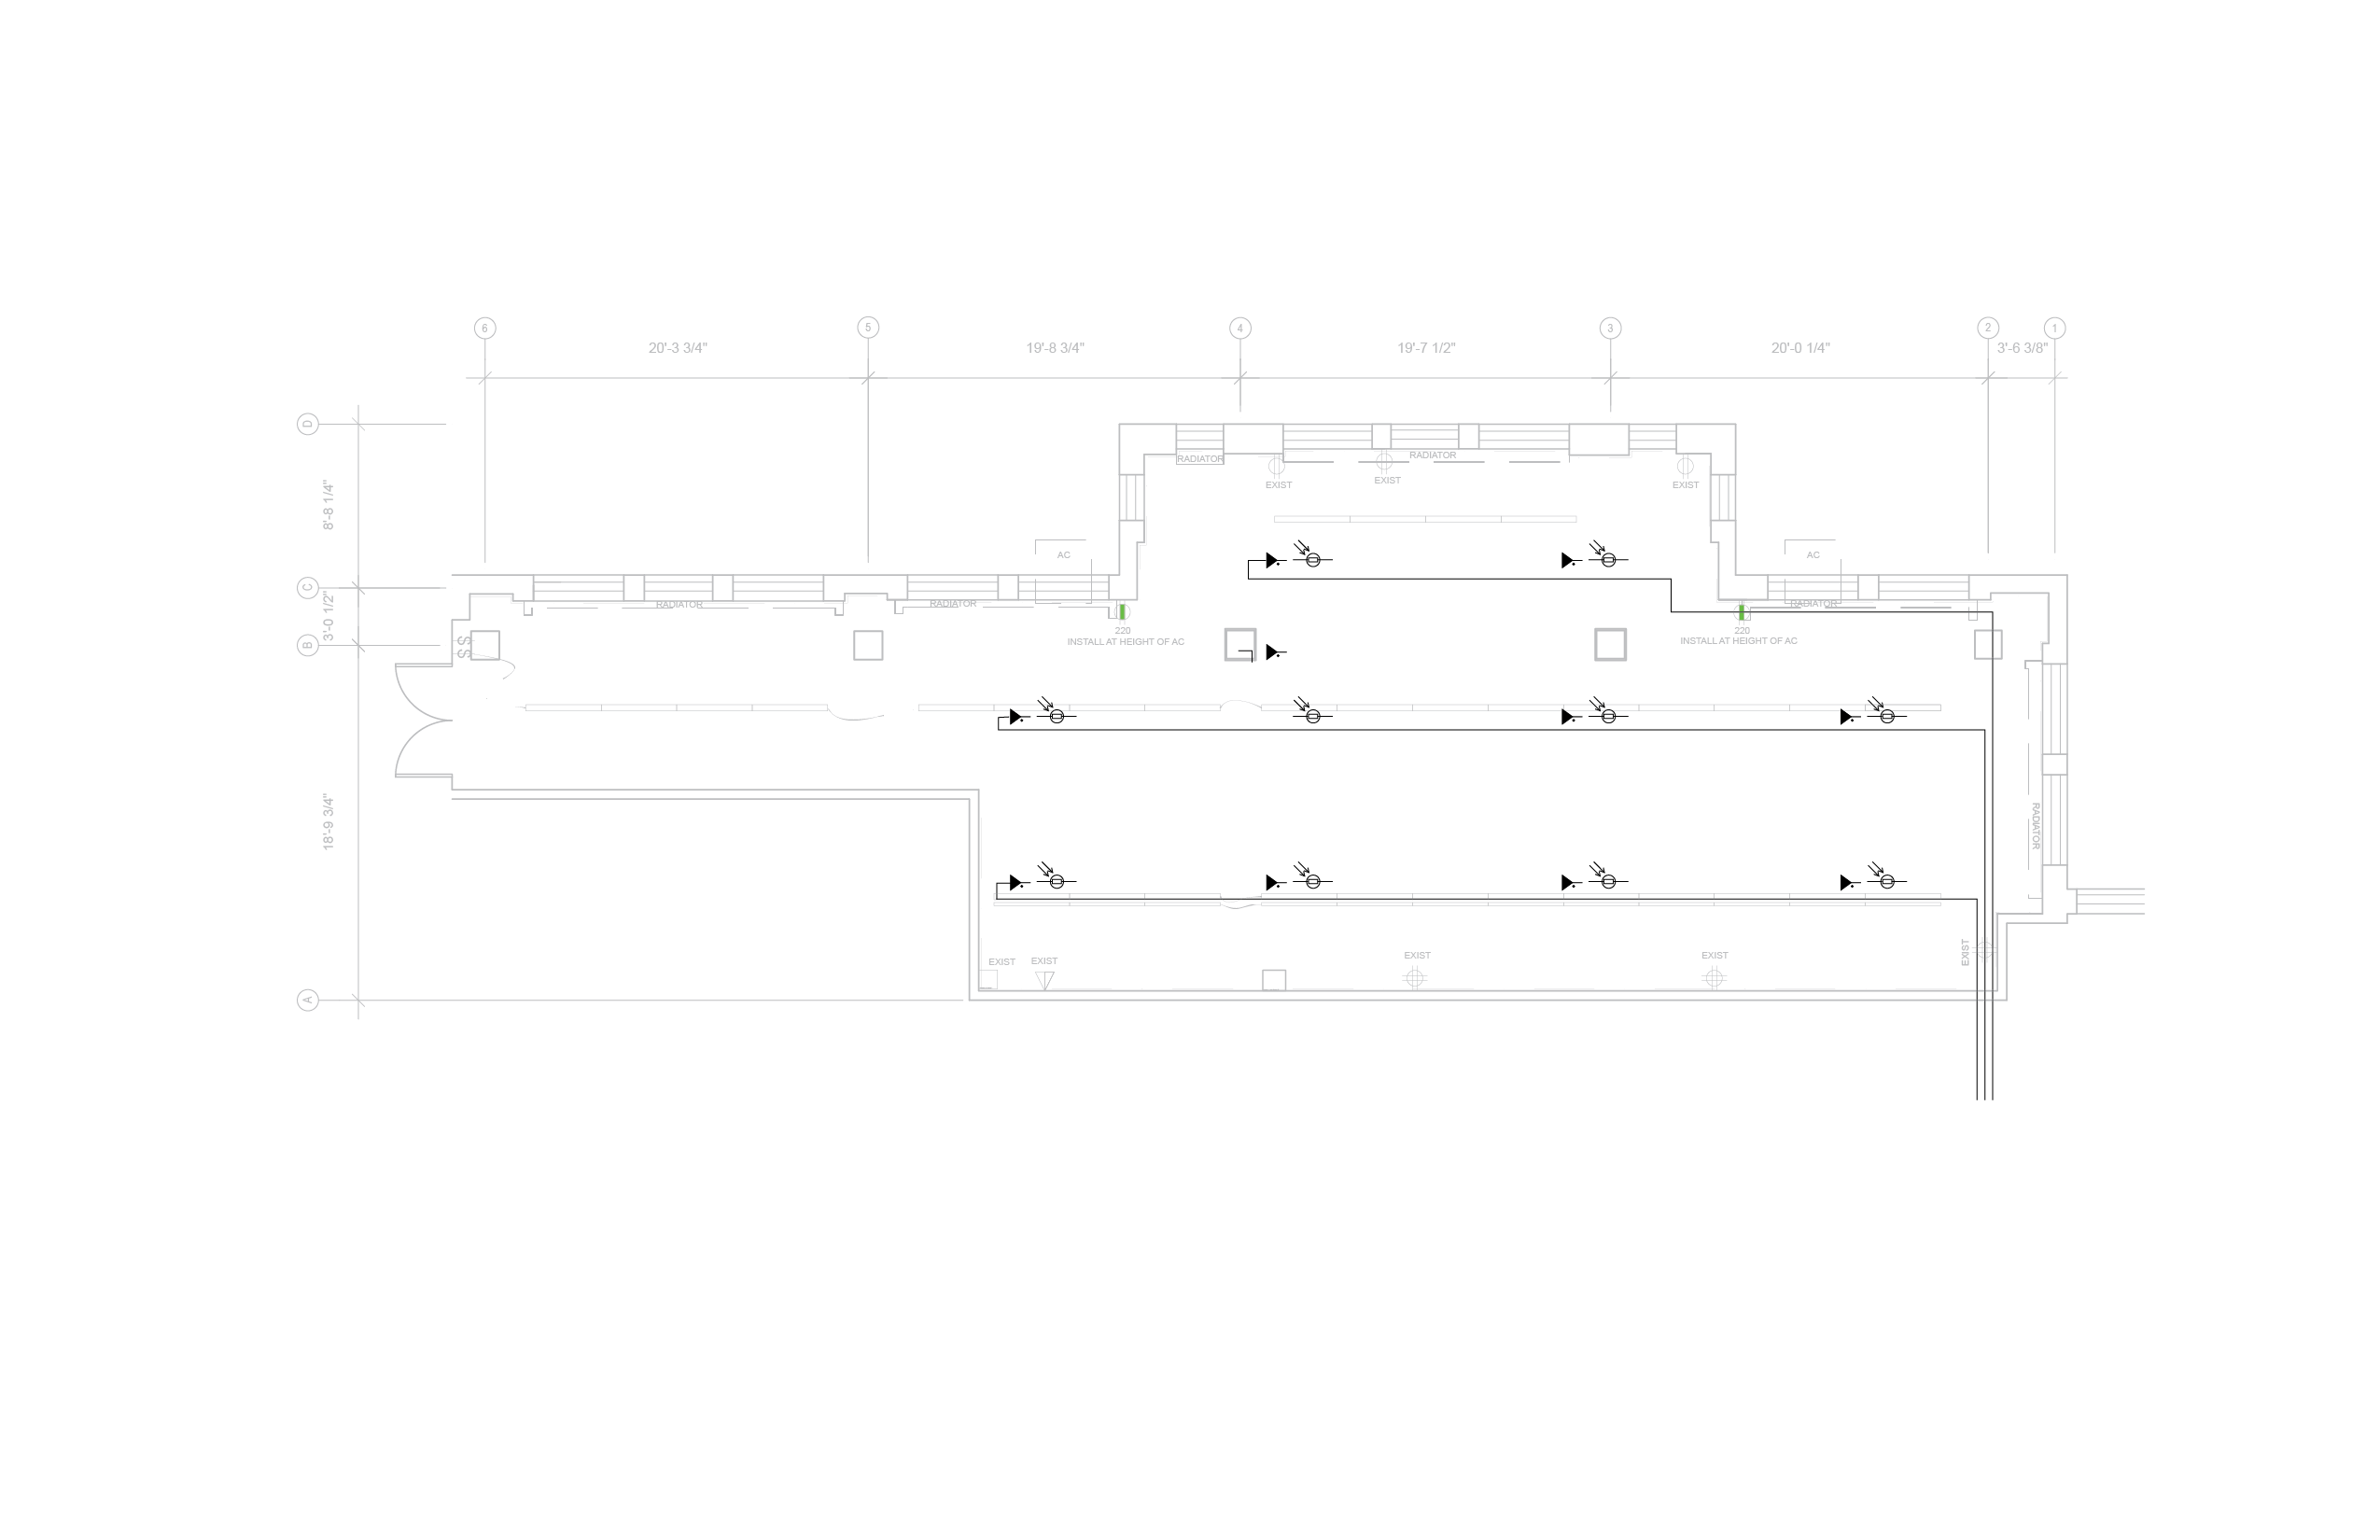 6
5
4
3
2
1
20'-3 3/4"
19'-8 3/4"
19'-7 1/2"
20'-0 1/4"
3'-6 3/8"
D
C
B
A
8'-8 1/4"
3'-0 1/2"
18'-9 3/4"
RADIATOR
RADIATOR
EXIST
EXIST
EXIST
AC
AC
RADIATOR
RADIATOR
RADIATOR
220
INSTALL AT HEIGHT OF AC
220
INSTALL AT HEIGHT OF AC
S
S
RADIATOR
EXIST
EXIST
EXIST
EXIST
EXIST